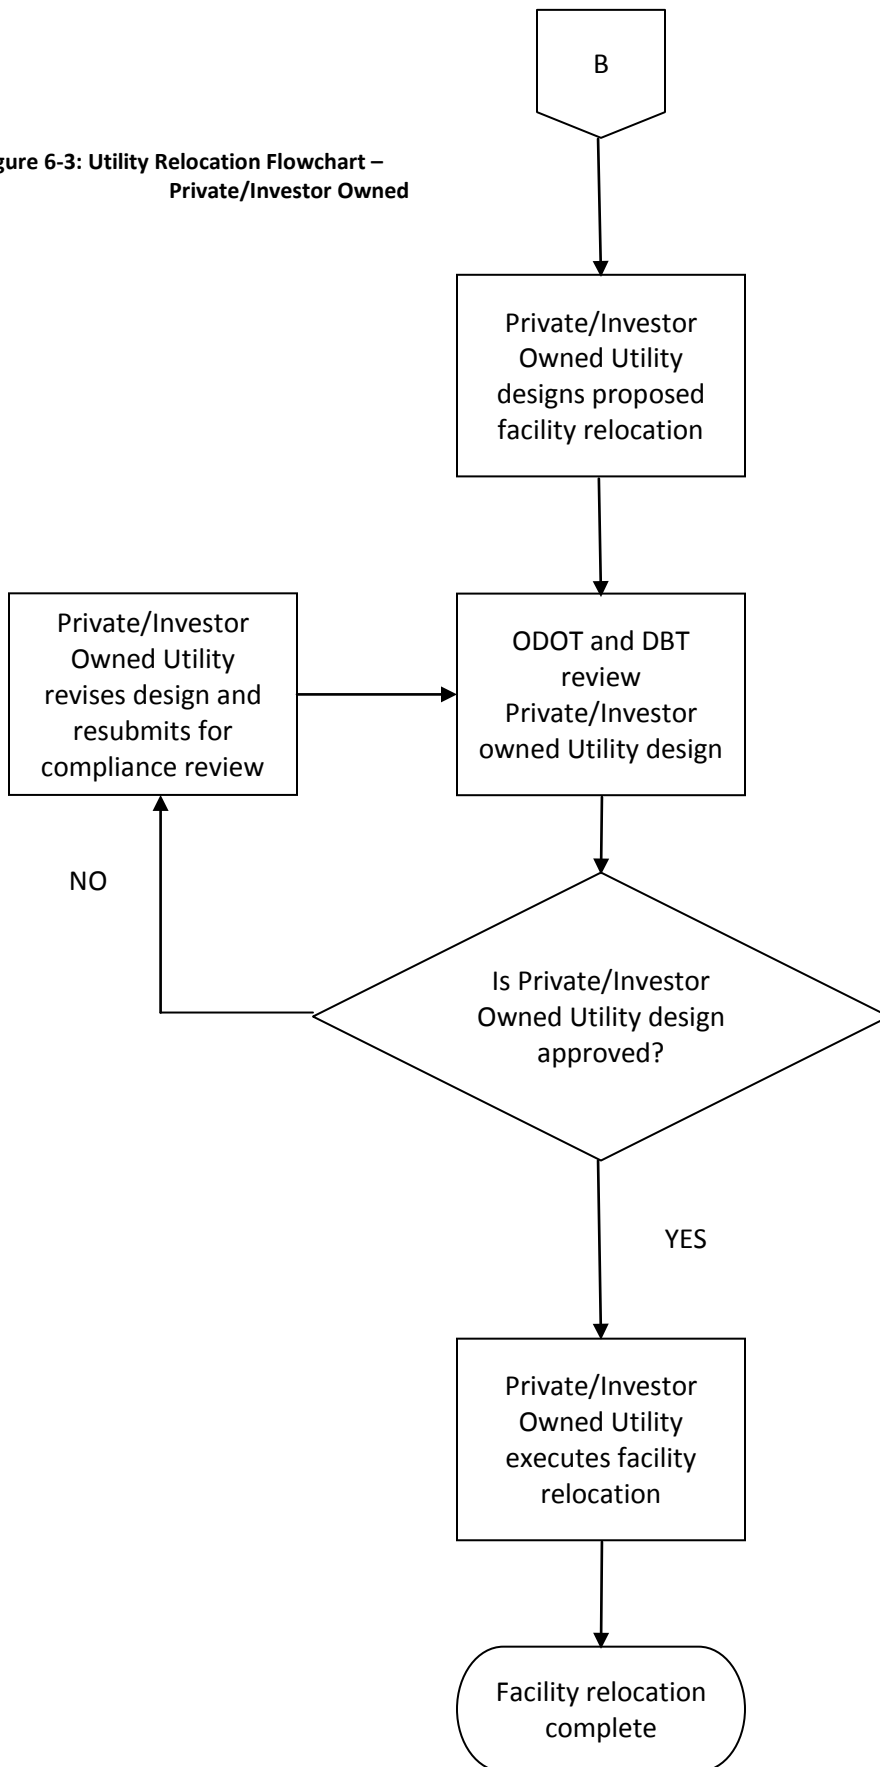 B
gure 6-3: Utility Relocation Flowchart –
Private/Investor Owned
Private/Investor
Owned Utility
designs proposed
facility relocation
Private/Investor
Owned Utility
revises design and
resubmits for
compliance review
ODOT and DBT
review
Private/Investor
owned Utility design
NO
Is Private/Investor
Owned Utility design
approved?
YES
Private/Investor
Owned Utility
executes facility
relocation
Facility relocation
complete